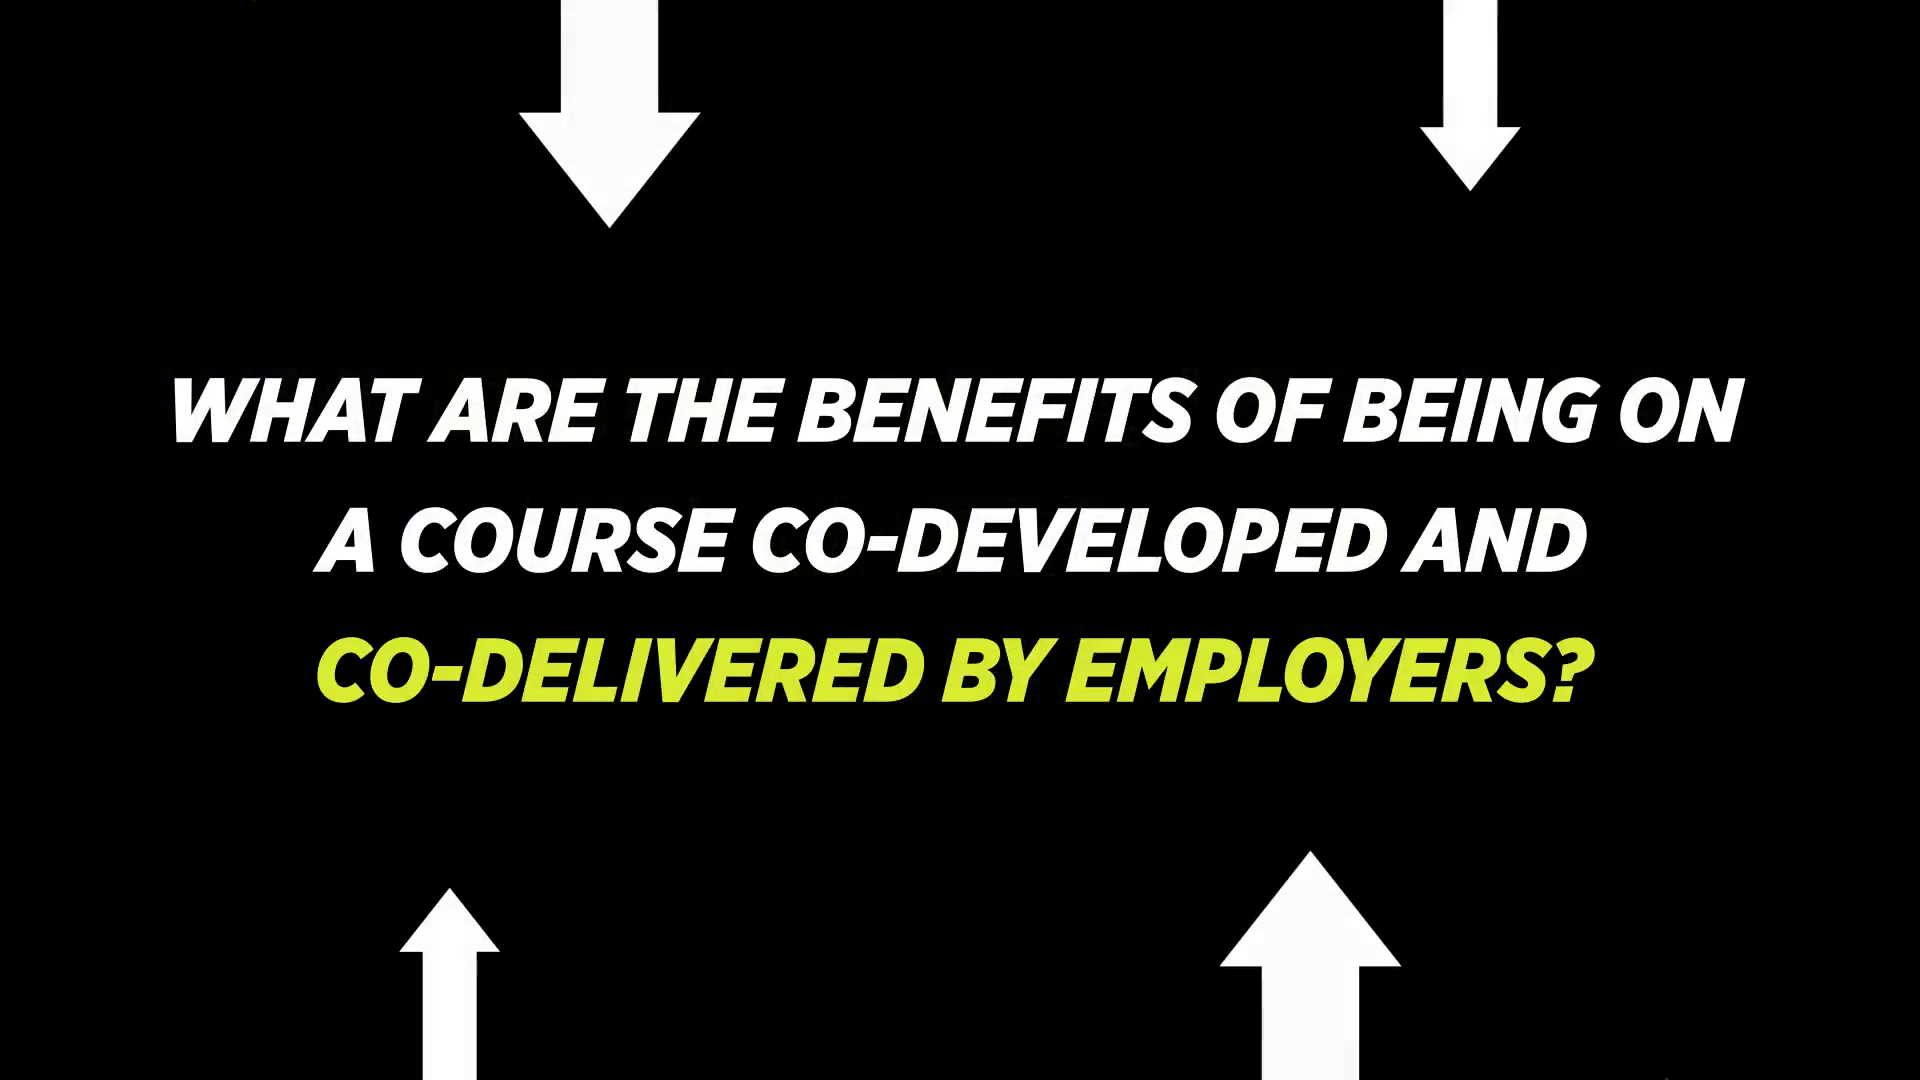 WHAT ARE THE BENEFITS OF BEING ON
A COURSE CO-DEVELOPED AND
CO-DELIVERED BY EMPLOYERS?